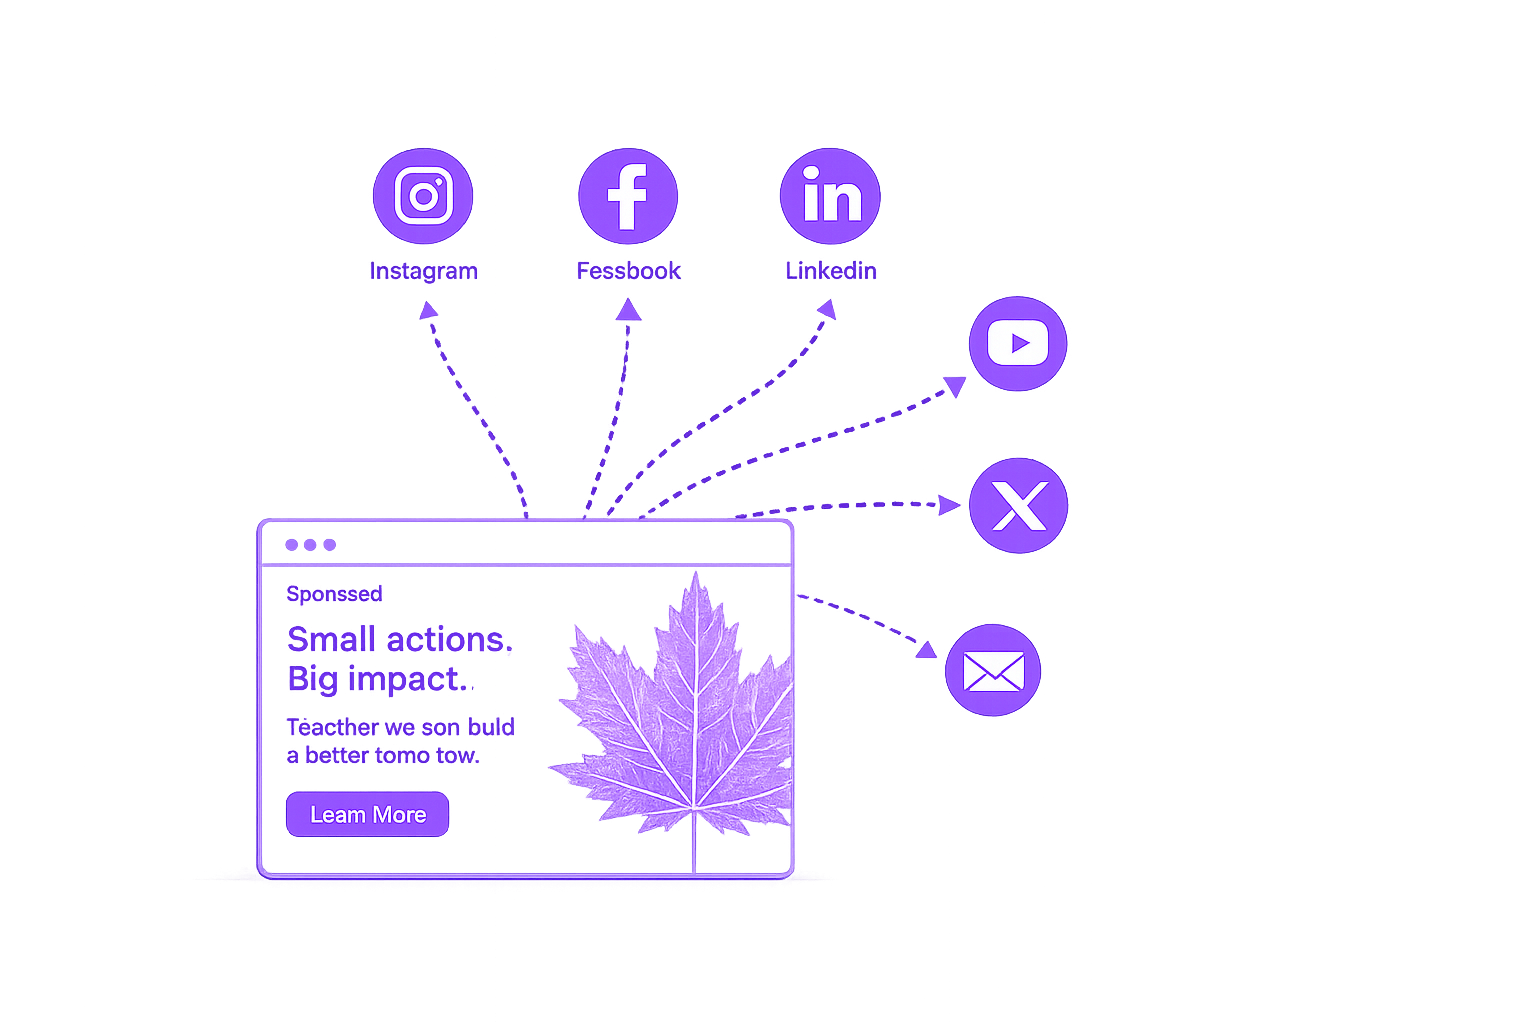 Instagram
Fessbook
Linkedin
Sponssed
Small actions.
Big impact..
Teacther we son buld
a better tomo tow.
Leam More